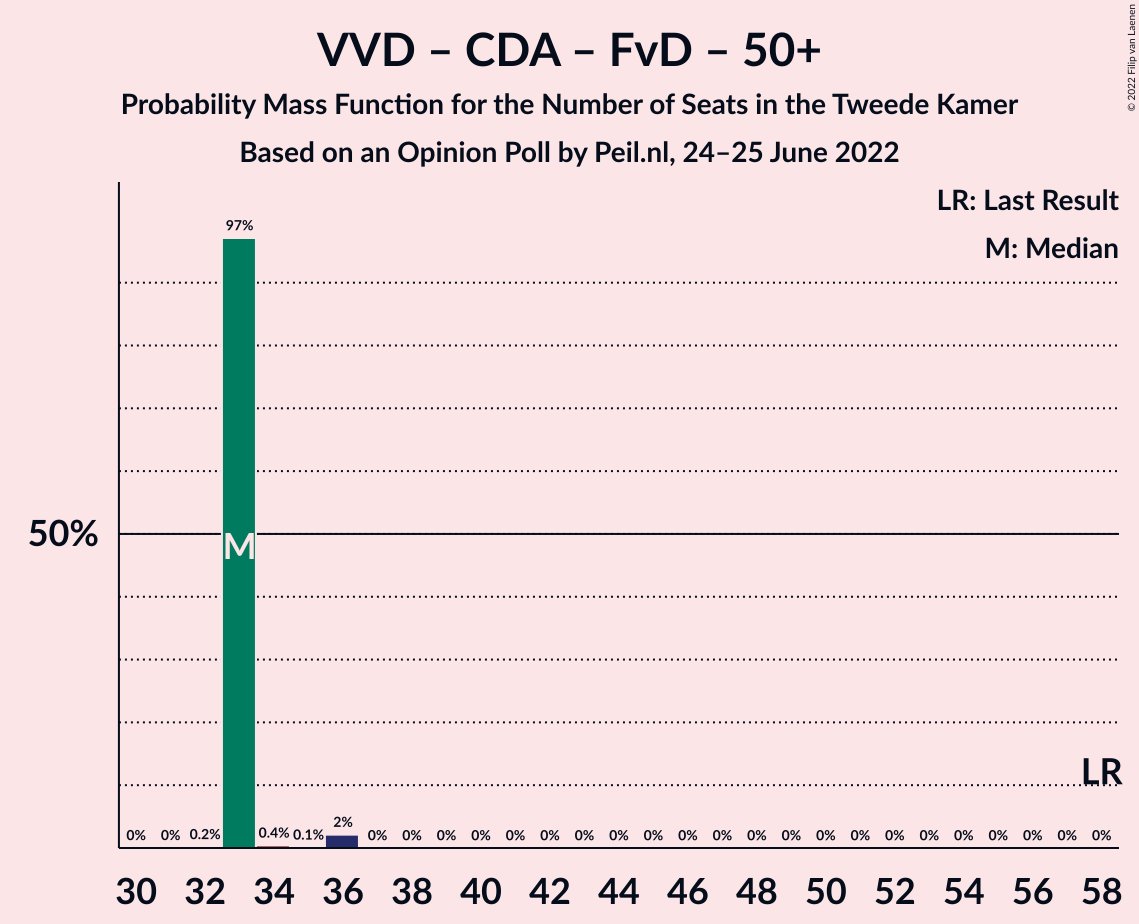 VVD – CDA – FvD – 50+
Probability Mass Function for the Number of Seats in the Tweede Kamer
Based on an Opinion Poll by Peil.nl, 24–25 June 2022
© 2022 Filip van Laenen
LR: Last Result
M: Median
97%
50%
M
LR
0% 0% 0.2% 0.4% 0.1% 2% 0% 0% 0% 0% 0% 0% 0% 0% 0% 0% 0% 0% 0% 0% 0% 0% 0% 0% 0% 0% 0% 0%
30 32 34 36 38 40 42 44 46 48 50 52 54 56 58